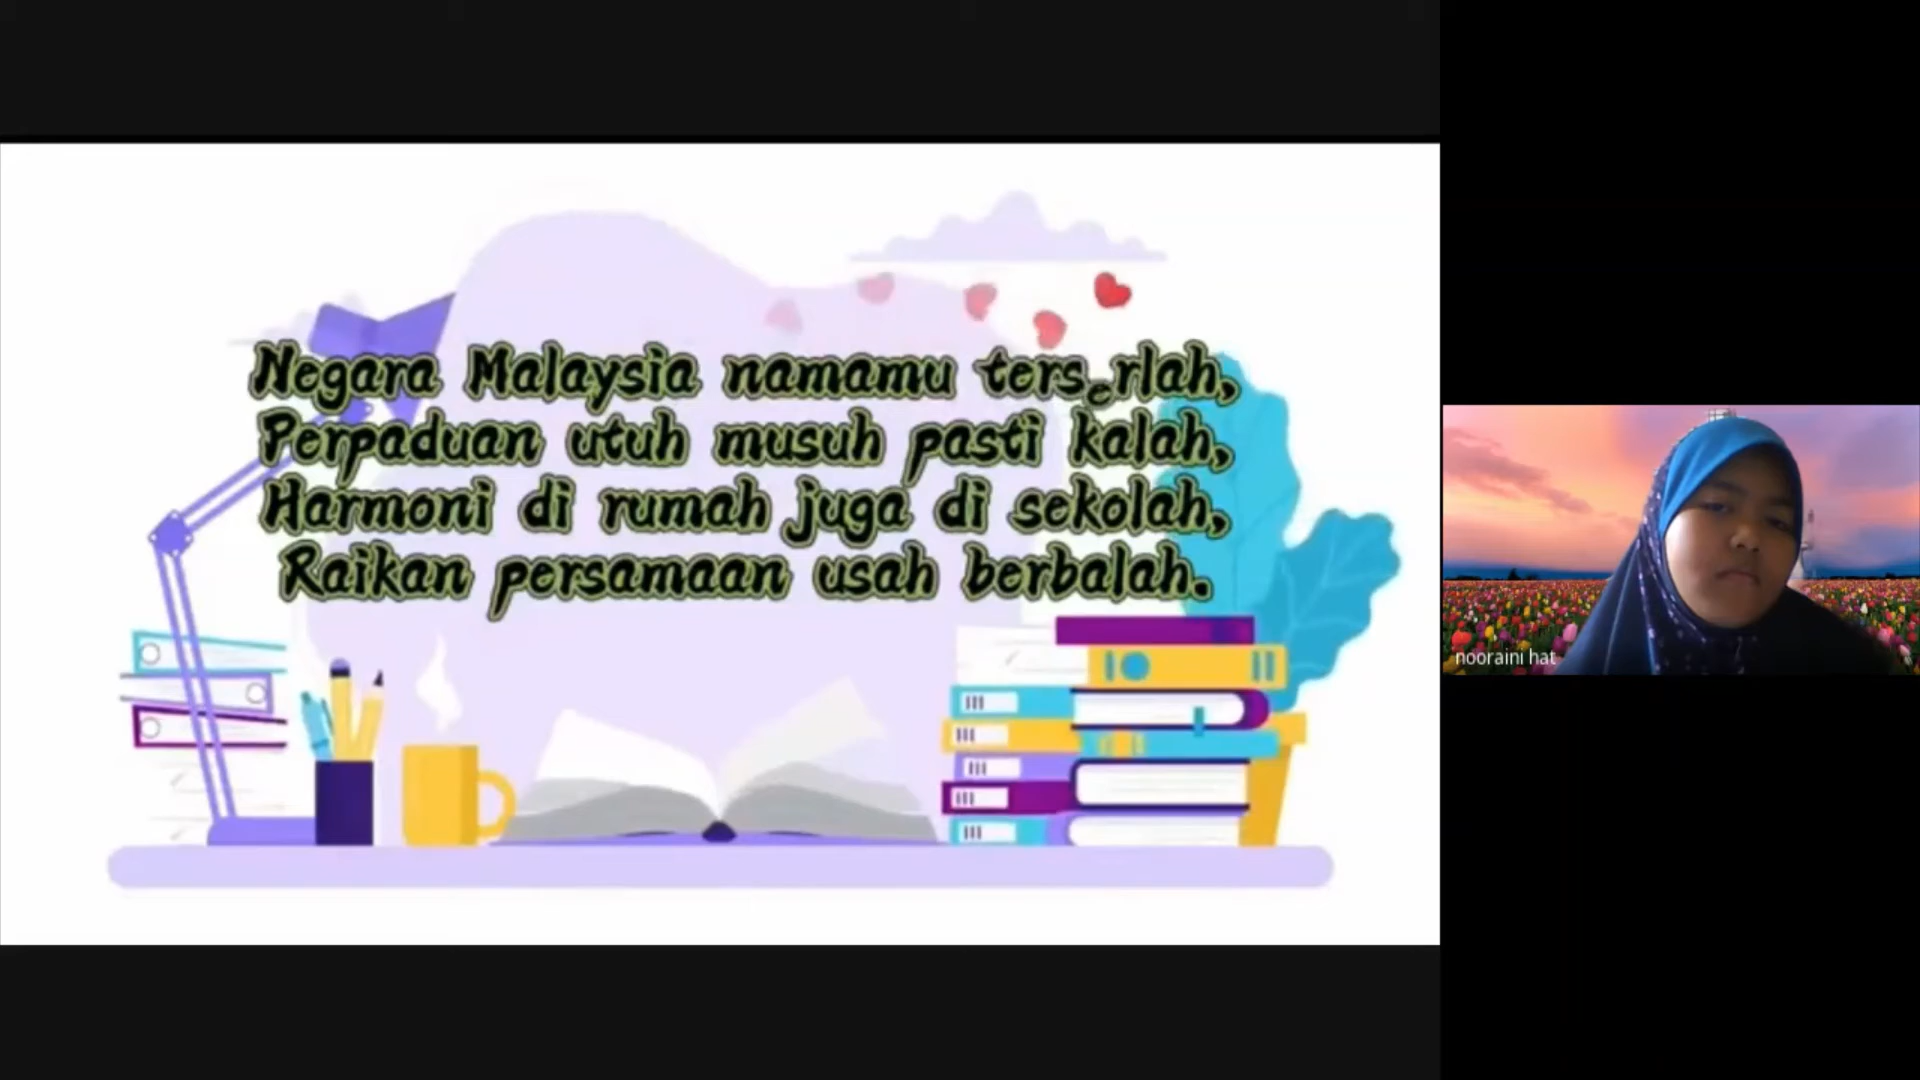 Negara Malaysia namamu terserlah,
Perpaduan utuh musuh pasti kalah,
Harmoni di rumah juga di sekolah,
Raikan persamaan usah berbalah.
nooraini hat